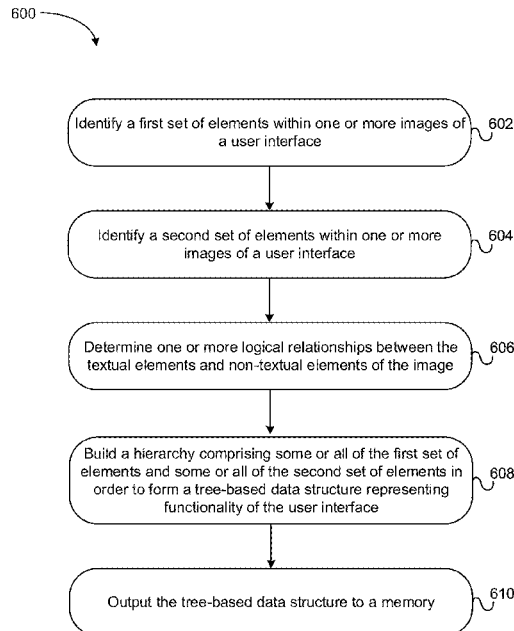 600
Identify a first set of elements within one or more images of
a user interface
602
Identify a second set of elements within one or more
images of a user interface
604
Determine one or more logical relationships between the
textual elements and non-textual elements of the image
606
Build a hierarchy comprising some or all of the first set of
elements and some or all of the second set of elements in
order to form a tree-based data structure representing
functionality of the user interface
608
Output the tree-based data structure to a memory
610